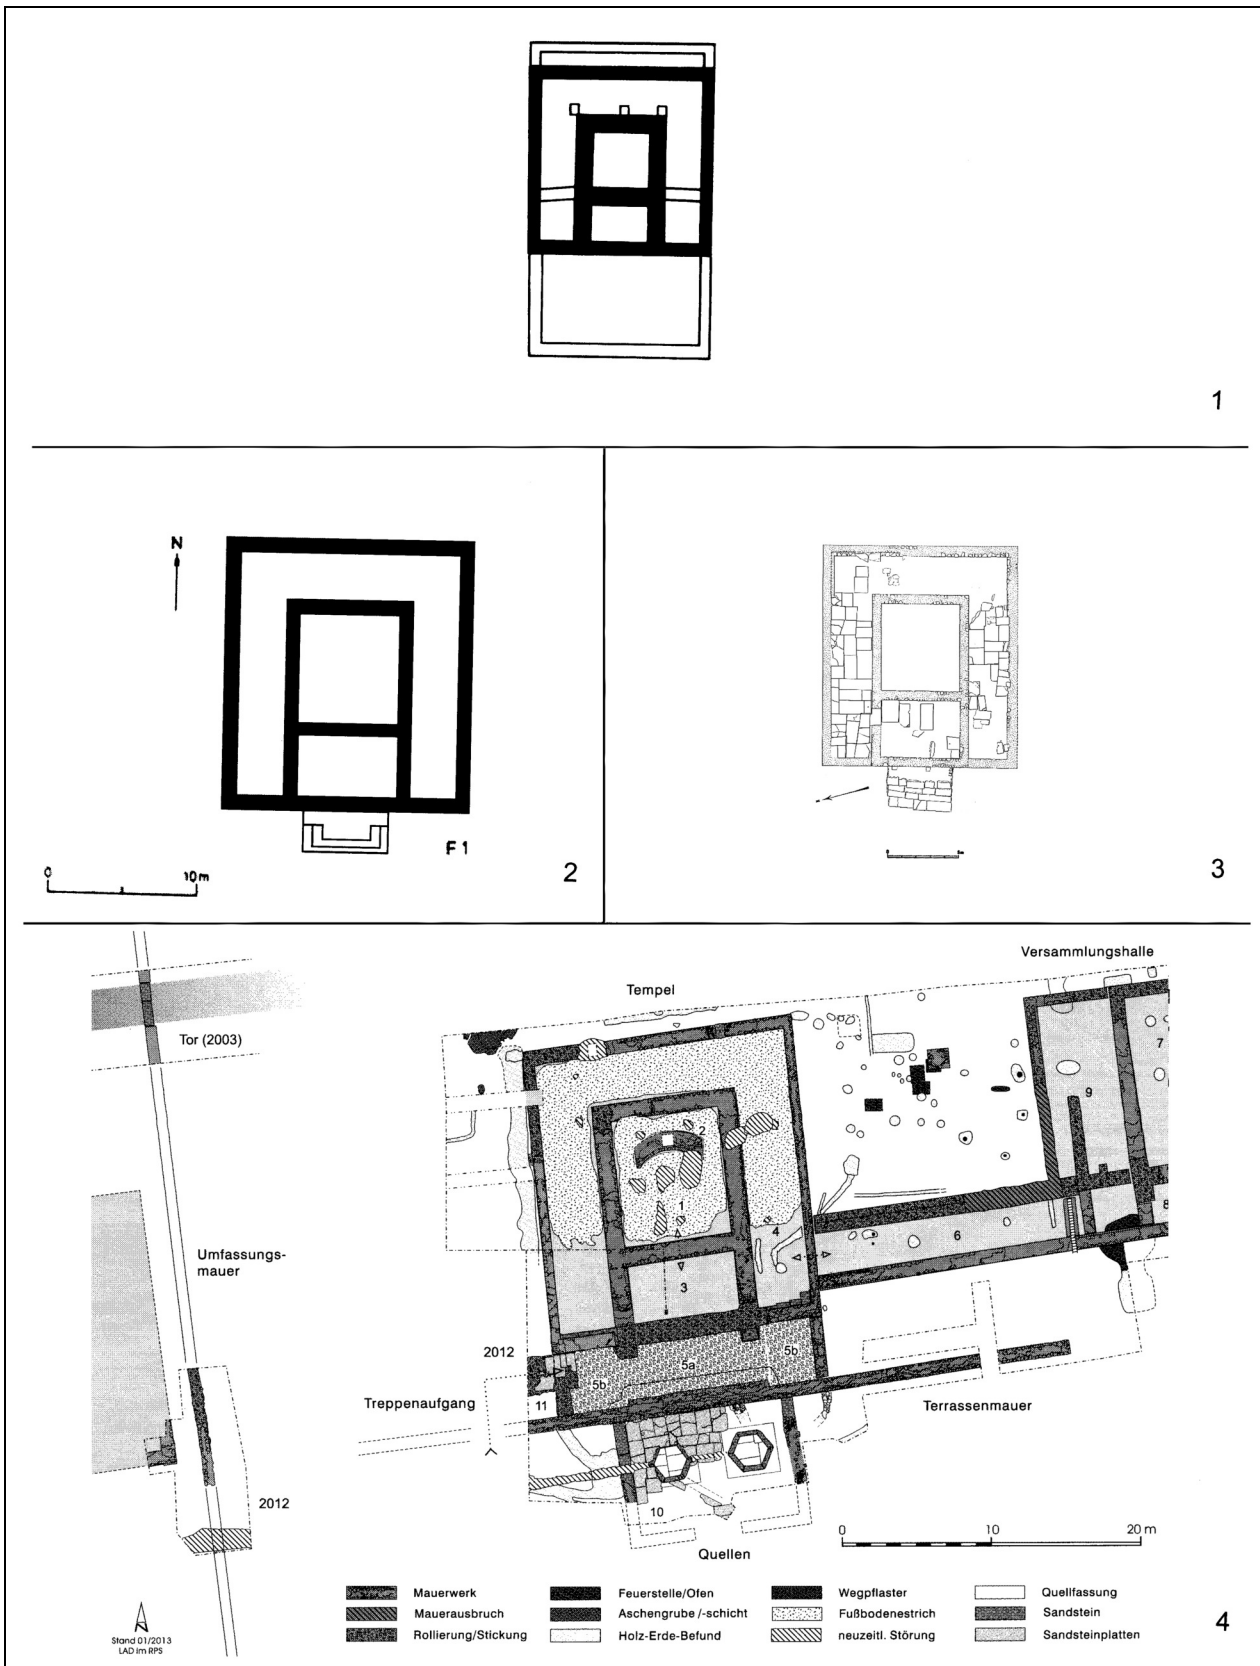 1
N
F 1
0 10 m
2
0
3
Versammlungshalle
Tempel
Tor (2003)
7
9
2
1
4
6
8
Umfassungs-
mauer
3
2012
5a
5b
5b
Treppenaufgang
11
Terrassenmauer
2012
10
0 10 20 m
Quellen
Mauerwerk Feuerstelle/Ofen Wegpflaster Quellfassung
Mauerausbruch Aschengrube /-schicht Fußbodenestrich Sandstein
Rollierung/Stickung Holz-Erde-Befund neuzeitl. Störung Sandsteinplatten
Stand 01/2013
LAD im RPS
4